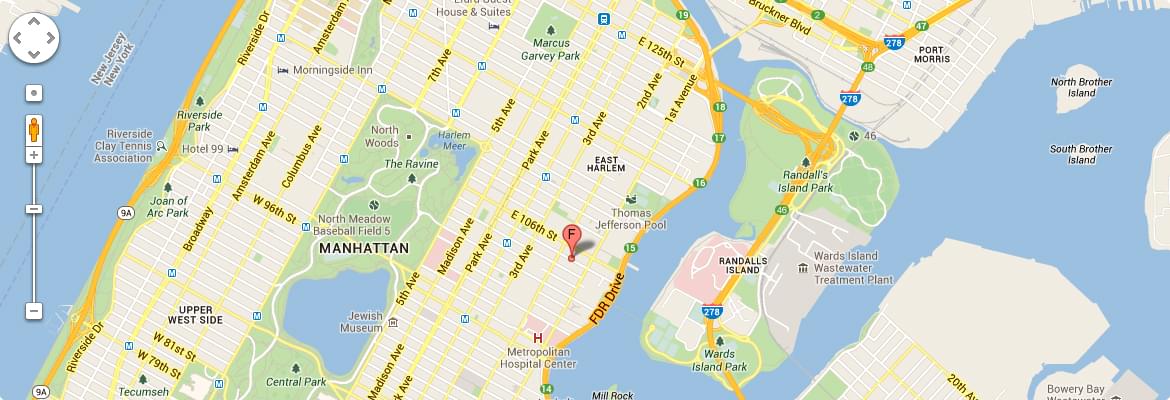 New Jersey
New York
Riverside Dr
Amsterdam Av
House & Suites
7th Ave
Morningside Inn
Marcus
Garvey Park
E 125th St
19
2
Bruckner Blvd
47
278
48
PORT
MORRIS
North Brother
Island
South Brother
Island
278
18
17
46
2nd Ave
1st Avenue
3rd Ave
Park Ave
5th Ave
Riverside
Park
Riverside
Clay Tennis
Association
Hotel 99
North
Woods
Harlem
Meer
The Ravine
Columbus Ave
Amsterdam Ave
Broadway
W 96th St
Joan of
Arc Park
9A
North Meadow
Baseball Field 5
MANHATTAN
Madison Ave
Park Ave
3rd Ave
5th Ave
E 106th St
F
EAST
HARLEM
Thomas
Jefferson Pool
16
15
FDR Drive
Randall's
Island Park
46
RANDALLS
ISLAND
Wards Island
Wastewater
Treatment Plant
278
Wards
Island Park
UPPER
WEST SIDE
Riverside Dr
W 81st St
W 79th St
Tecumseh
9A
Jewish
Museum
Central Park
Madison Ave
Park Ave
H
Metropolitan
Hospital Center
14
Mill Rock
20th Ave
Bowery Bay